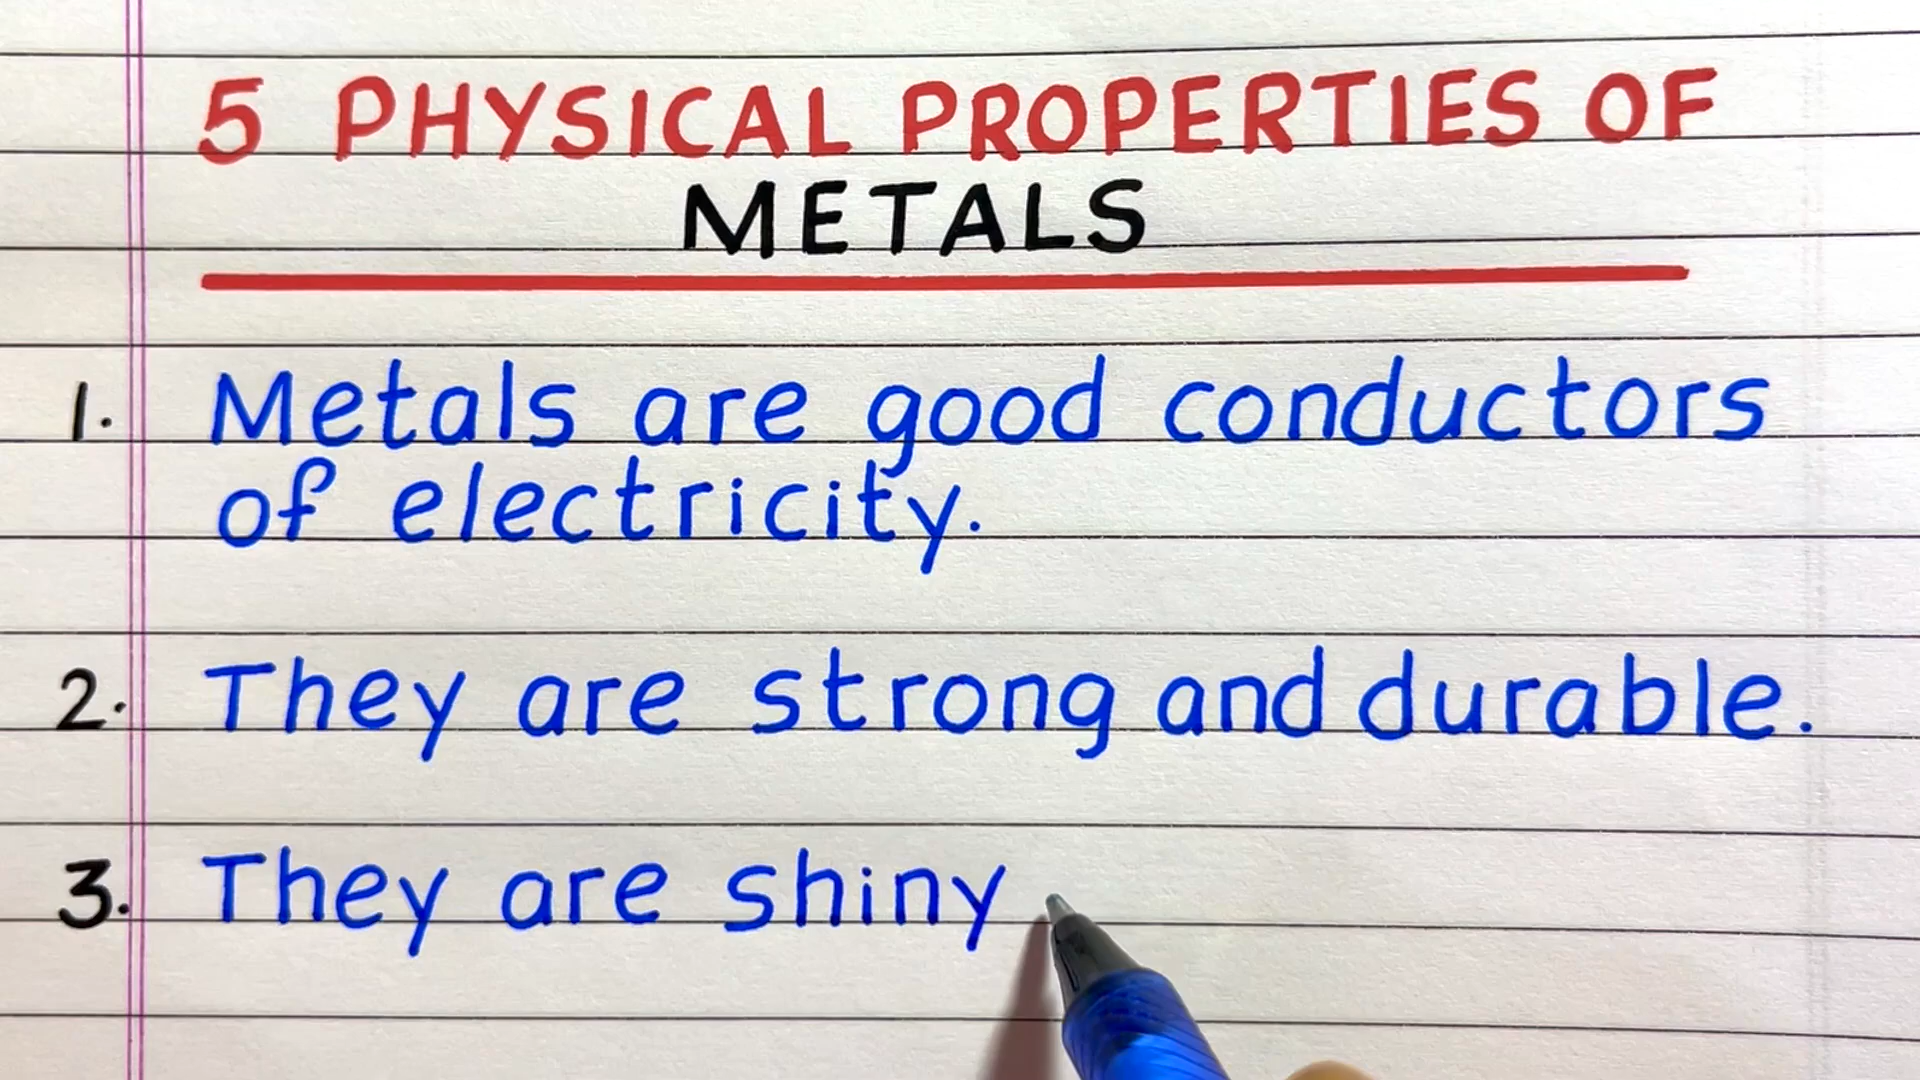 5 PHYSICAL PROPERTIES OF
METALS
1. Metals are good conductors
of electricity.
2. They are strong and durable.
3. They are shiny